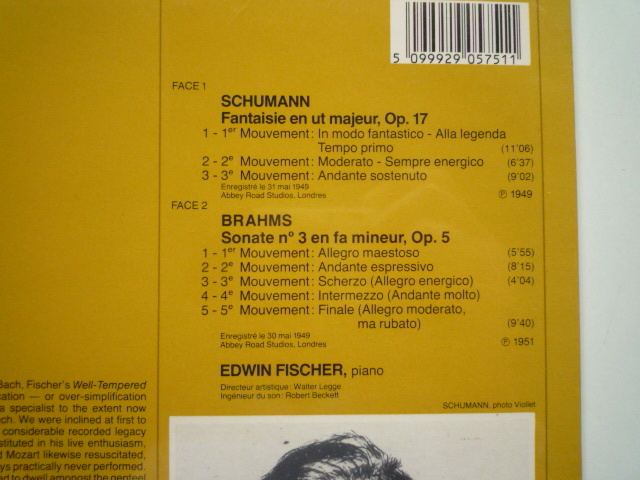 5 099929 057511
FACE 1
SCHUMANN
Fantaisie en ut majeur, Op. 17
1 - 1er Mouvement: In modo fantastico - Alla legenda
Tempo primo (11'06)
2 - 2e Mouvement: Moderato - Sempre energico (6'37)
3 - 3e Mouvement: Andante sostenuto (9'02)
Enregistré le 31 mai 1949
Abbey Road Studios, Londres ℗ 1949
FACE 2
BRAHMS
Sonate nº 3 en fa mineur, Op. 5
1 - 1er Mouvement: Allegro maestoso (5'55)
2 - 2e Mouvement: Andante espressivo (8'15)
3 - 3e Mouvement: Scherzo (Allegro energico) (4'04)
4 - 4e Mouvement: Intermezzo (Andante molto)
5 - 5e Mouvement: Finale (Allegro moderato,
ma rubato) (9'40)
Enregistré le 30 mai 1949
Abbey Road Studios, Londres ℗ 1951
EDWIN FISCHER, piano
Directeur artistique: Walter Legge
Ingénieur du son: Robert Beckett
SCHUMANN, photo Viollet
Bach, Fischer's Well-Tempered
cation — or over-simplification
a specialist to the extent now
ch. We were inclined at first to
considerable recorded legacy
stituted in his live enthusiasm,
d Mozart likewise resuscitated,
ys practically never performed.
ed to dwell amongst the genteel